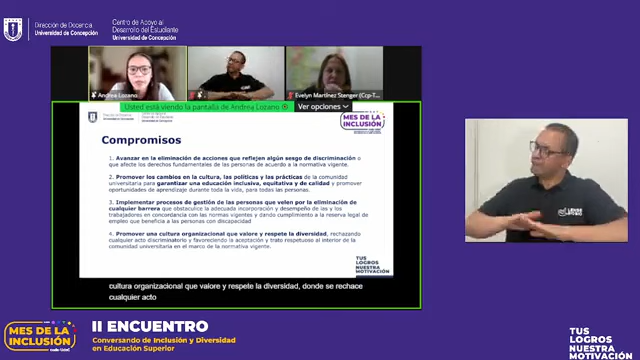 Dirección de Docencia
Universidad de Concepción
Centro de Apoyo al
Desarrollo del Estudiante
Universidad de Concepción
Andrea Lozano
Evelyn Martínez Stenger (Ccp-T...
Usted está viendo la pantalla de Andrea Lozano
Ver opciones
MES DE LA
INCLUSIÓN
Compromisos
1. Avanzar en la eliminación de acciones que reflejen algún sesgo de discriminación o
que afecte los derechos fundamentales de las personas de acuerdo a la normativa vigente.
2. Promover los cambios en la cultura, las políticas y las prácticas de la comunidad
universitaria para garantizar una educación inclusiva, equitativa y de calidad y promover
oportunidades de aprendizaje durante toda la vida, para todas las personas.
3. Implementar procesos de gestión de las personas que velen por la eliminación de
cualquier barrera que obstaculice la adecuada incorporación y desempeño de las y los
trabajadores en concordancia con las normas vigentes y dando cumplimiento a la reserva legal de
empleo que beneficia a las personas con discapacidad
4. Promover una cultura organizacional que valore y respete la diversidad, rechazando
cualquier acto discriminatorio y favoreciendo la aceptación y trato respetuoso al interior de la
comunidad universitaria en el marco de la normativa vigente.
TUS
LOGROS
NUESTRA
MOTIVACIÓN
cultura organizacional que valore y respete la diversidad, donde se rechace
cualquier acto
MES DE LA
INCLUSIÓN
II ENCUENTRO
Conversando de Inclusión y Diversidad
en Educación Superior
TUS
LOGROS
NUESTRA
MOTIVACIÓN